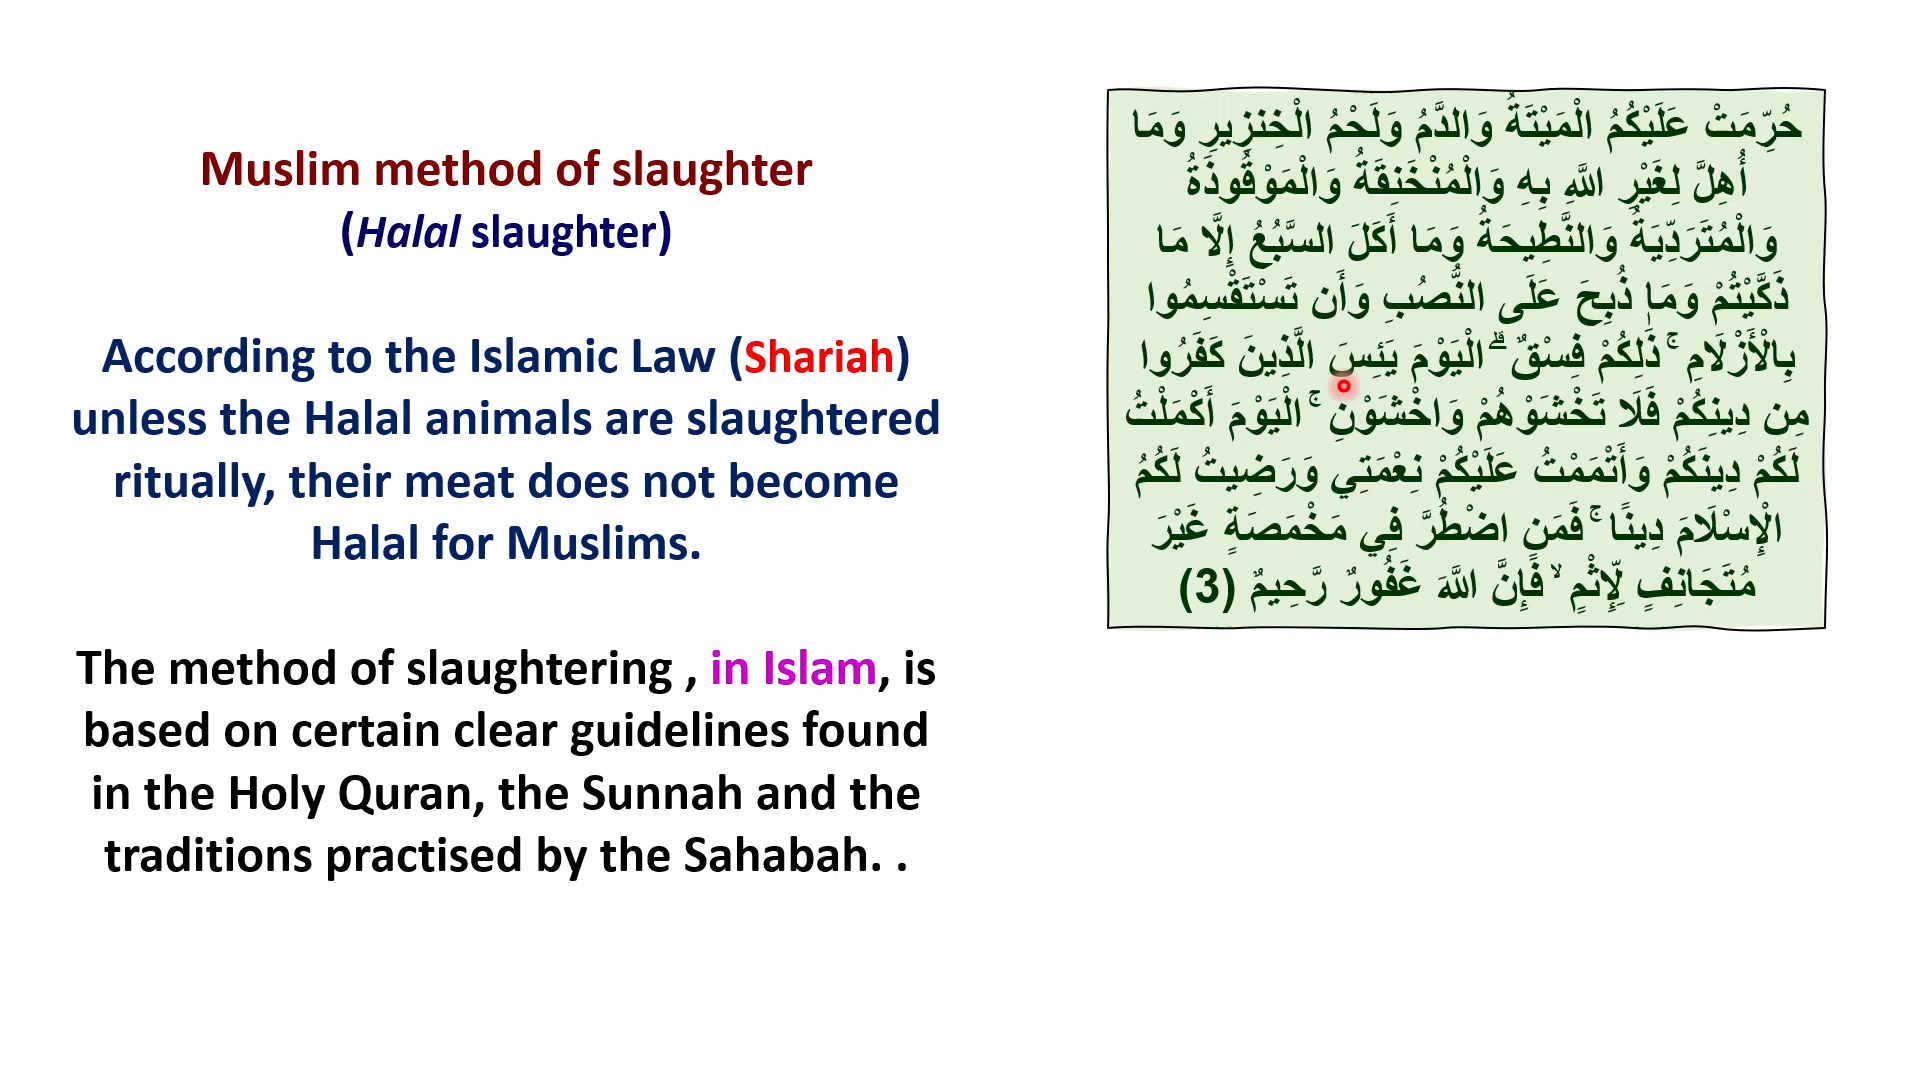 Muslim method of slaughter
(Halal slaughter)
According to the Islamic Law (Shariah)
unless the Halal animals are slaughtered
ritually, their meat does not become
Halal for Muslims.
The method of slaughtering , in Islam, is
based on certain clear guidelines found
in the Holy Quran, the Sunnah and the
traditions practised by the Sahabah. .
حُرِّمَتْ عَلَيْكُمُ الْمَيْتَةُ وَالدَّمُ وَلَحْمُ الْخِنزِيرِ وَمَا
أُهِلَّ لِغَيْرِ اللَّهِ بِهِ وَالْمُنْخَنِقَةُ وَالْمَوْقُوذَةُ
وَالْمُتَرَدِّيَةُ وَالنَّطِيحَةُ وَمَا أَكَلَ السَّبُعُ إِلَّا مَا
ذَكَّيْتُمْ وَمَا ذُبِحَ عَلَى النُّصُبِ وَأَن تَسْتَقْسِمُوا
بِالْأَزْلَامِ ۚ ذَٰلِكُمْ فِسْقٌ ۗ الْيَوْمَ يَئِسَ الَّذِينَ كَفَرُوا
مِن دِينِكُمْ فَلَا تَخْشَوْهُمْ وَاخْشَوْنِ ۚ الْيَوْمَ أَكْمَلْتُ
لَكُمْ دِينَكُمْ وَأَتْمَمْتُ عَلَيْكُمْ نِعْمَتِي وَرَضِيتُ لَكُمُ
الْإِسْلَامَ دِينًا ۚ فَمَنِ اضْطُرَّ فِي مَخْمَصَةٍ غَيْرَ
مُتَجَانِفٍ لِّإِثْمٍ ۙ فَإِنَّ اللَّهَ غَفُورٌ رَّحِيمٌ (3)